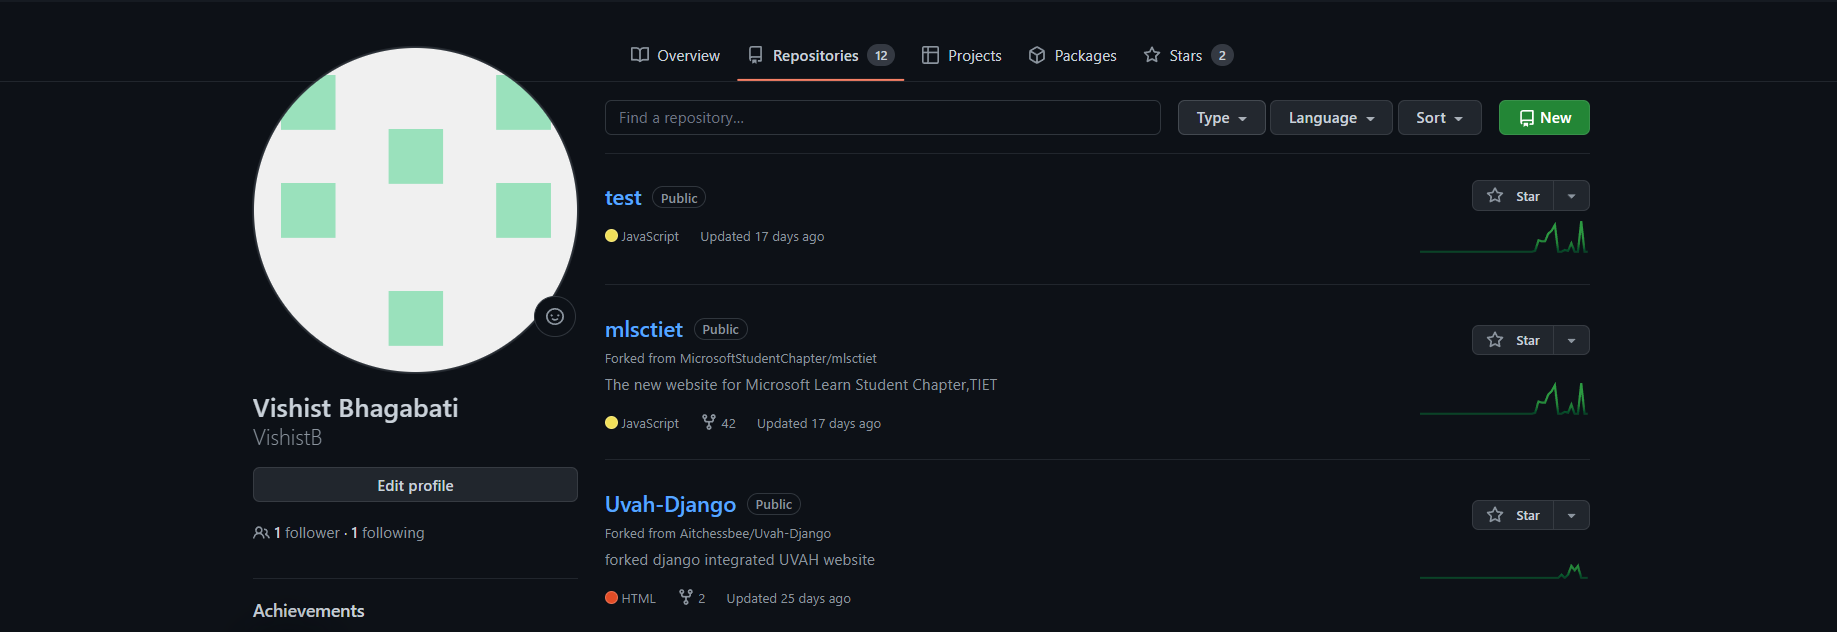 Overview Repositories 12 Projects Packages Stars 2
Find a repository... Type Language Sort New
test Public Star
JavaScript Updated 17 days ago
mlsctiet Public Star
Forked from MicrosoftStudentChapter/mlsctiet
The new website for Microsoft Learn Student Chapter,TIET
JavaScript 42 Updated 17 days ago
Uvah-Django Public Star
Forked from Aitchessbee/Uvah-Django
forked django integrated UVAH website
HTML 2 Updated 25 days ago
Vishist Bhagabati
VishistB
Edit profile
1 follower · 1 following
Achievements